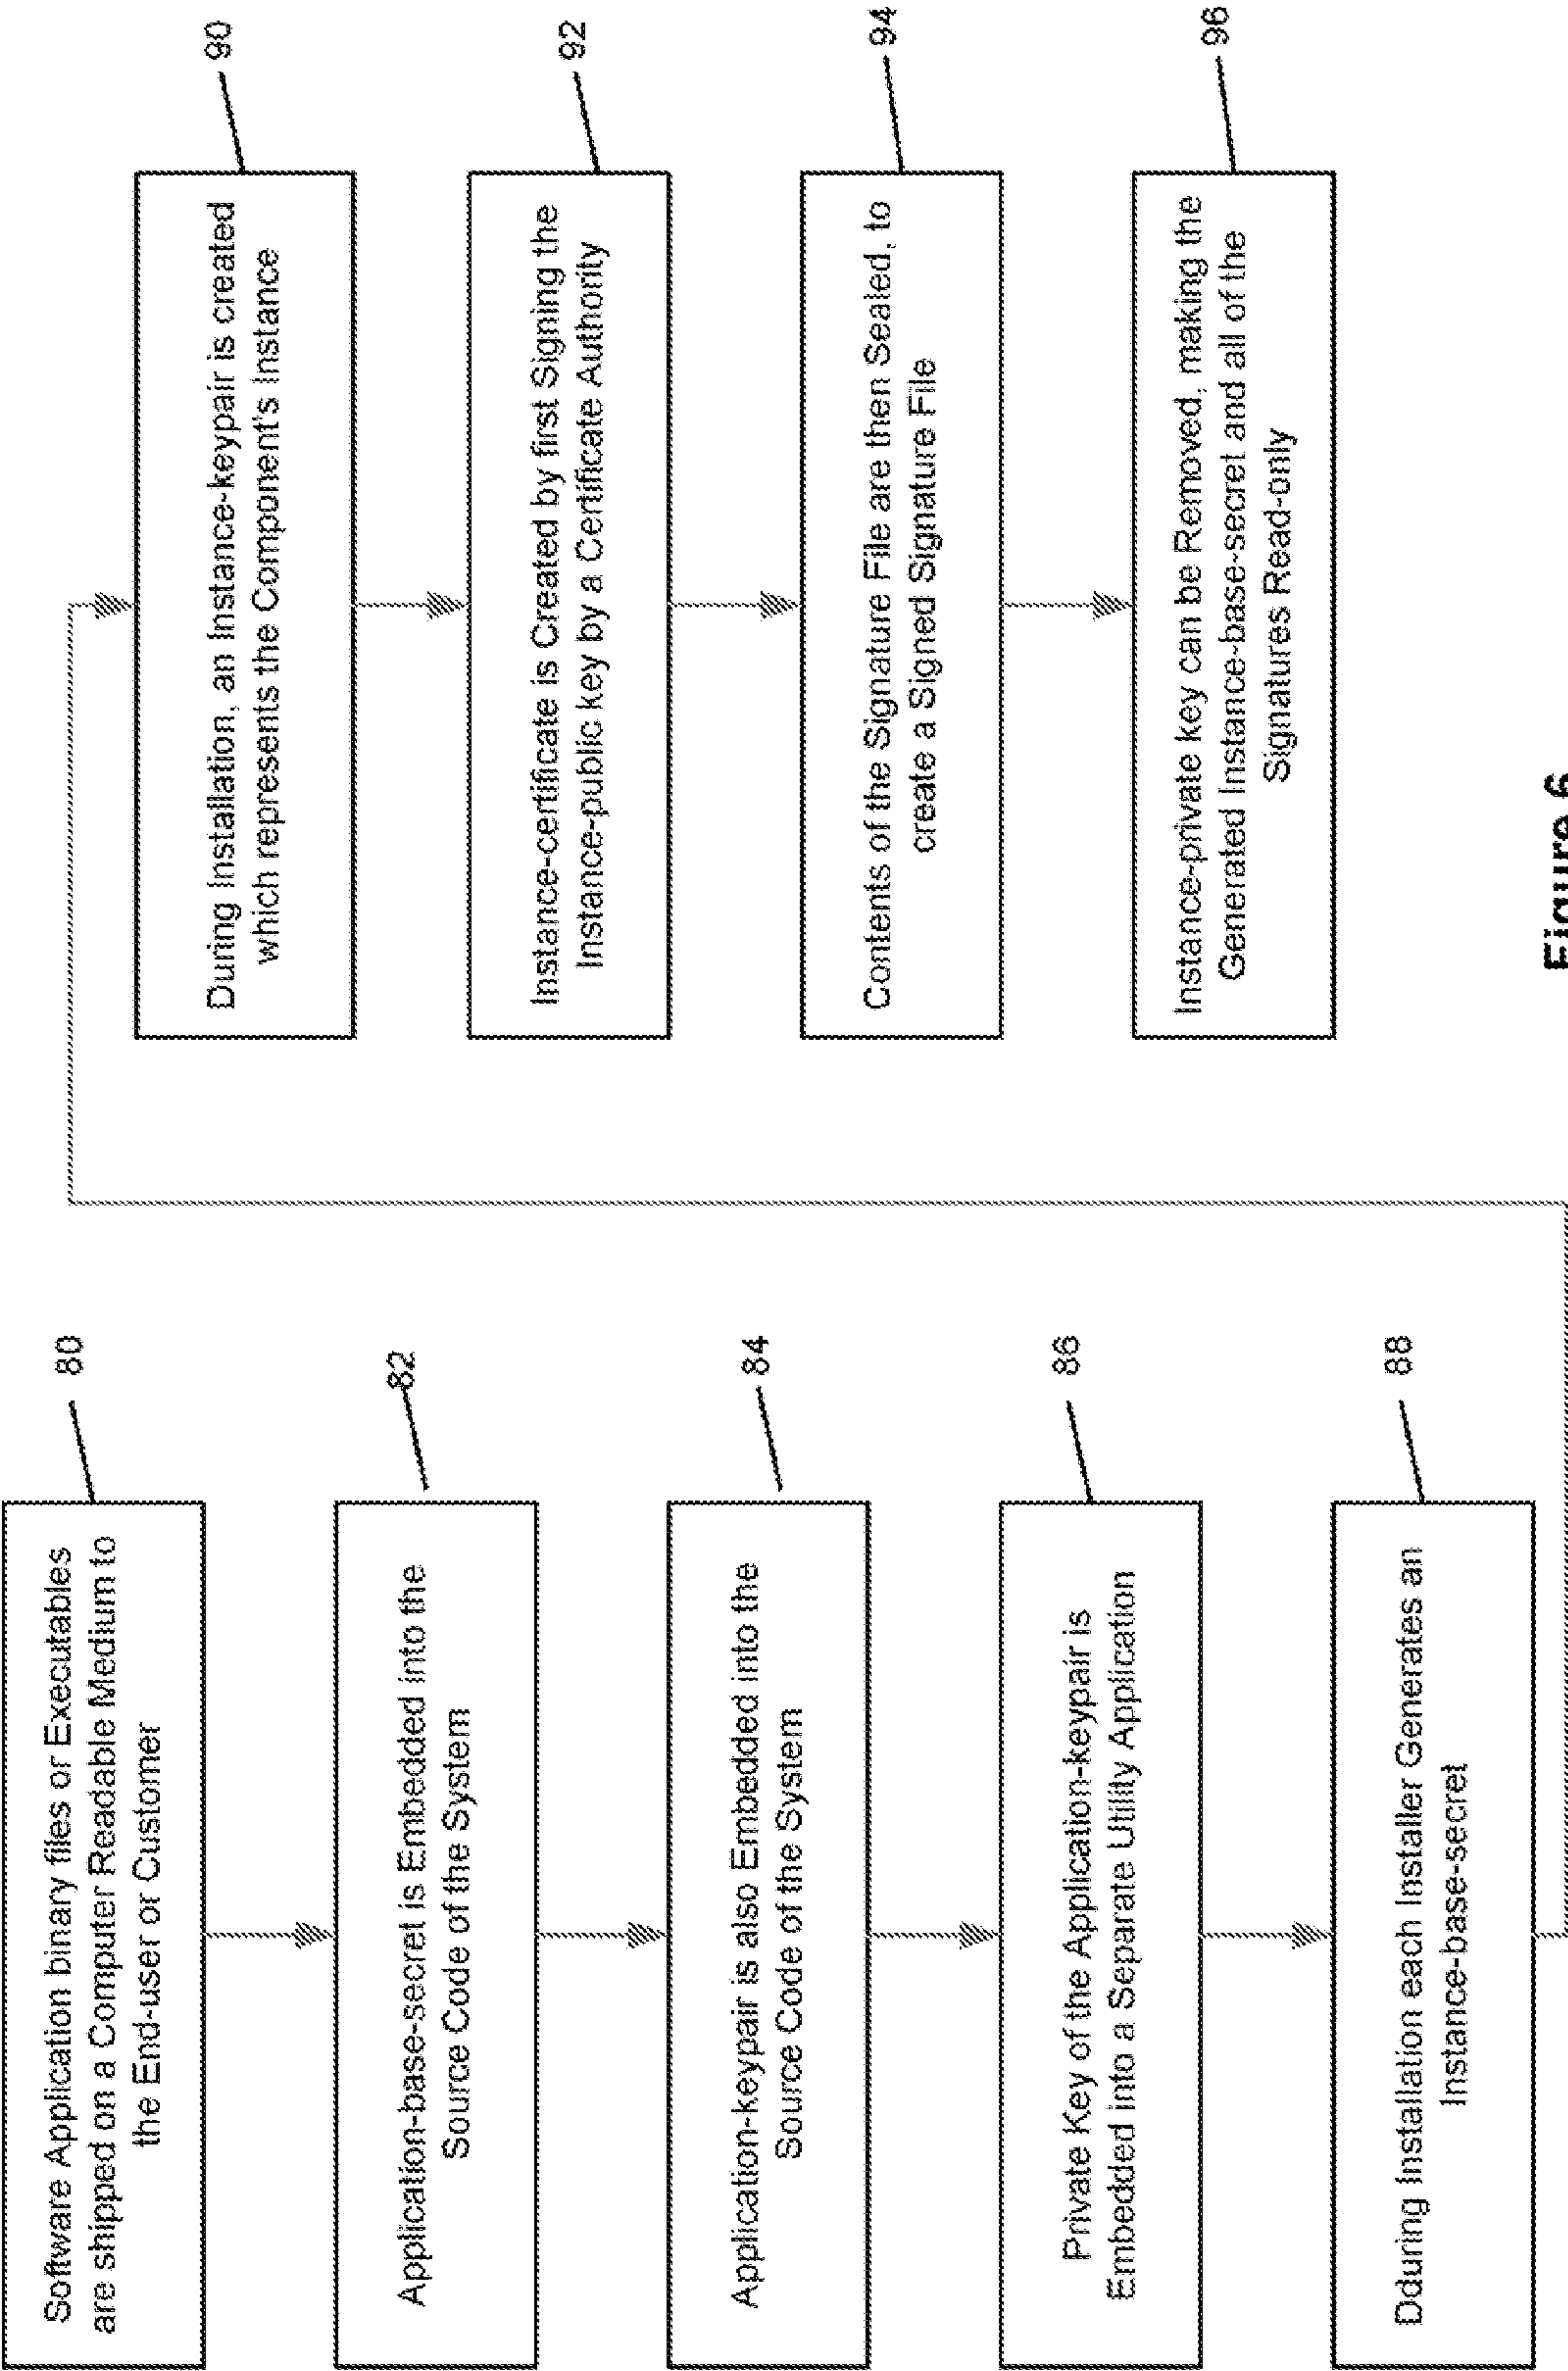 80
Software Application binary files or Executables
are shipped on a Computer Readable Medium to
the End-user or Customer
82
Application-base-secret is Embedded into the
Source Code of the System
84
Application-keypair is also Embedded into the
Source Code of the System
86
Private Key of the Application-keypair is
Embedded into a Separate Utility Application
88
Dduring Installation each Installer Generates an
Instance-base-secret
90
During Installation, an Instance-keypair is created
which represents the Component's Instance
92
Instance-certificate is Created by first Signing the
Instance-public key by a Certificate Authority
94
Contents of the Signature File are then Sealed, to
create a Signed Signature File
96
Instance-private key can be Removed, making the
Generated Instance-base-secret and all of the
Signatures Read-only
Figure 6